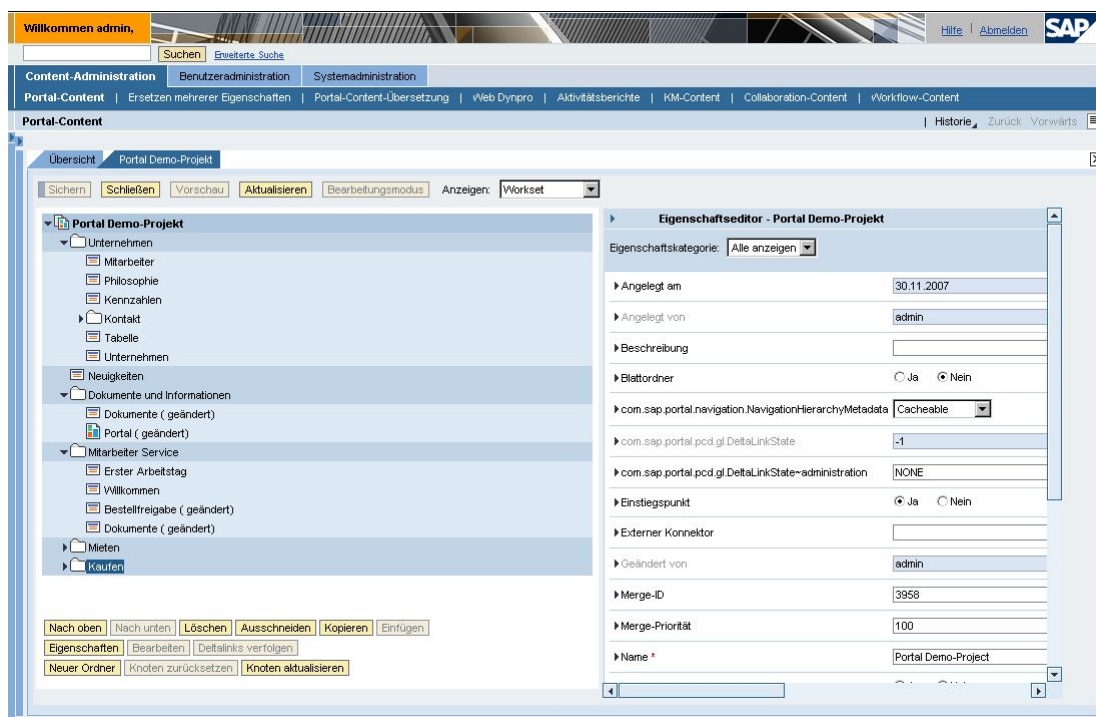 Willkommen admin,
Hilfe | Abmelden
SAP
Suchen Erweiterte Suche
Content-Administration Benutzeradministration Systemadministration
Portal-Content | Ersetzen mehrerer Eigenschaften | Portal-Content-Übersetzung | Web Dynpro | Aktivitätsberichte | KM-Content | Collaboration-Content | Workflow-Content
Portal-Content | Historie Zurück Vorwärts
Übersicht Portal Demo-Projekt
Sichern Schließen Vorschau Aktualisieren Bearbeitungsmodus Anzeigen: Workset
Portal Demo-Projekt
Unternehmen
Mitarbeiter
Philosophie
Kennzahlen
Kontakt
Tabelle
Unternehmen
Neuigkeiten
Dokumente und Informationen
Dokumente ( geändert)
Portal ( geändert)
Mitarbeiter Service
Erster Arbeitstag
Willkommen
Bestellfreigabe ( geändert)
Dokumente ( geändert)
Mieten
Kaufen
Nach oben Nach unten Löschen Ausschneiden Kopieren Einfügen
Eigenschaften Bearbeiten Deltalinks verfolgen
Neuer Ordner Knoten zurücksetzen Knoten aktualisieren
Eigenschaftseditor - Portal Demo-Projekt
Eigenschaftskategorie: Alle anzeigen
Angelegt am 30.11.2007
Angelegt von admin
Beschreibung
Blattordner Ja Nein
com.sap.portal.navigation.NavigationHierarchyMetadata Cacheable
com.sap.portal.pcd.gl.DeltaLinkState -1
com.sap.portal.pcd.gl.DeltaLinkState~administration NONE
Einstiegspunkt Ja Nein
Externer Konnektor
Geändert von admin
Merge-ID 3958
Merge-Priorität 100
Name * Portal Demo-Project